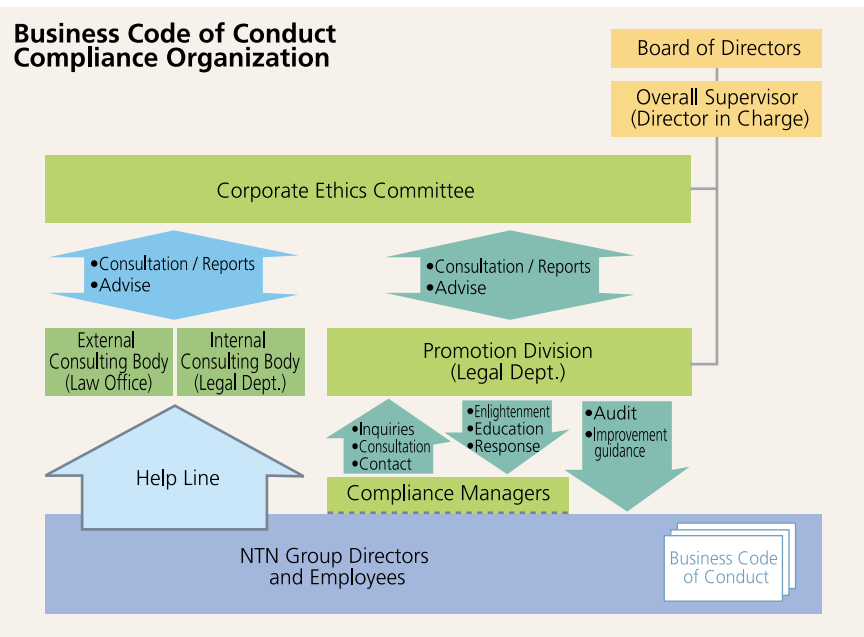 Business Code of Conduct
Compliance Organization
Board of Directors
Overall Supervisor
(Director in Charge)
Corporate Ethics Committee
•Consultation / Reports
•Advise
•Consultation / Reports
•Advise
External
Consulting Body
(Law Office)
Internal
Consulting Body
(Legal Dept.)
Promotion Division
(Legal Dept.)
•Inquiries
•Consultation
•Contact
•Enlightenment
•Education
•Response
•Audit
•Improvement
guidance
Help Line
Compliance Managers
NTN Group Directors
and Employees
Business Code
of Conduct